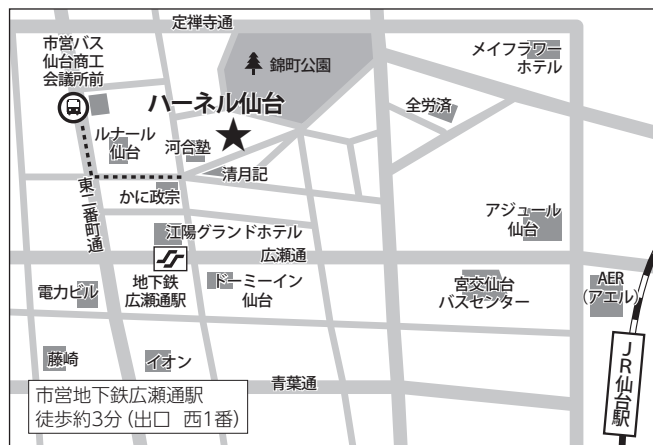 定禅寺通
市営バス
仙台商工
会議所前
錦町公園
メイフラワー
ホテル
ハーネル仙台
全労済
ルナール
仙台
河合塾
清月記
かに政宗
東二番町通
アジュール
仙台
江陽グランドホテル
広瀬通
地下鉄
広瀬通駅
電力ビル
ドーミーイン
仙台
宮交仙台
バスセンター
AER
(アエル)
JR仙台駅
藤崎
イオン
青葉通
市営地下鉄広瀬通駅
徒歩約3分(出口 西1番)